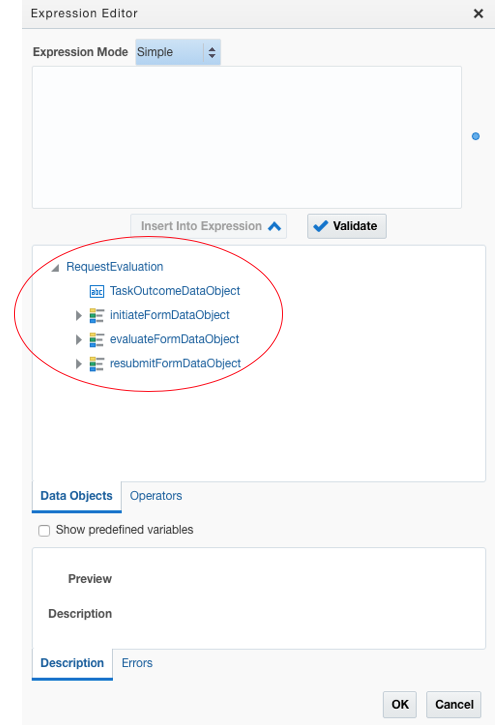 Expression Editor
Expression Mode Simple
Insert Into Expression Validate
RequestEvaluation
abc TaskOutcomeDataObject
initiateFormDataObject
evaluateFormDataObject
resubmitFormDataObject
Data Objects Operators
Show predefined variables
Preview
Description
Description Errors
OK Cancel